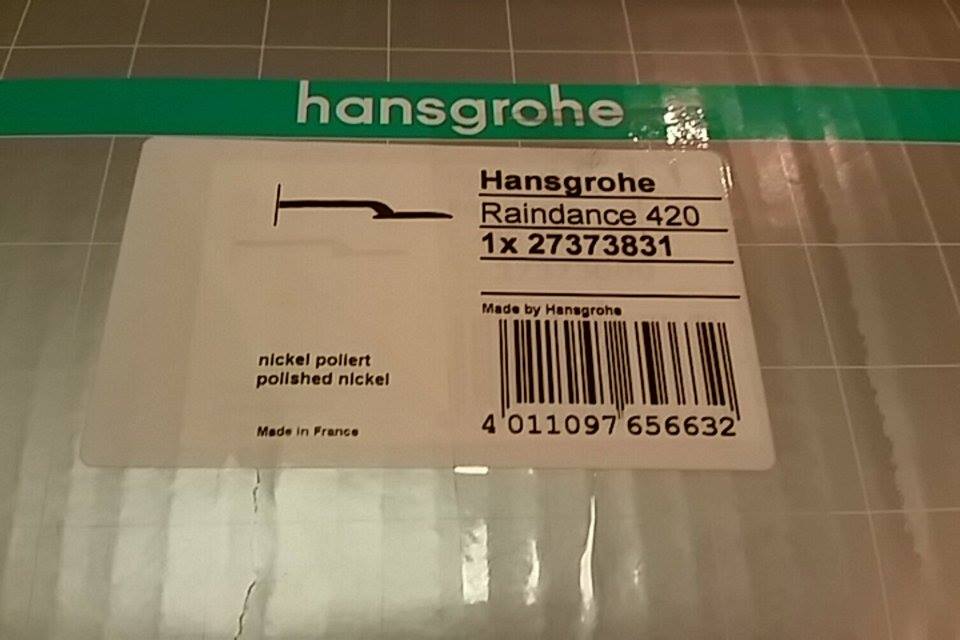 hansgrohe
Hansgrohe
Raindance 420
1x 27373831
Made by Hansgrohe
nickel poliert
polished nickel
Made in France
4 011097 656632